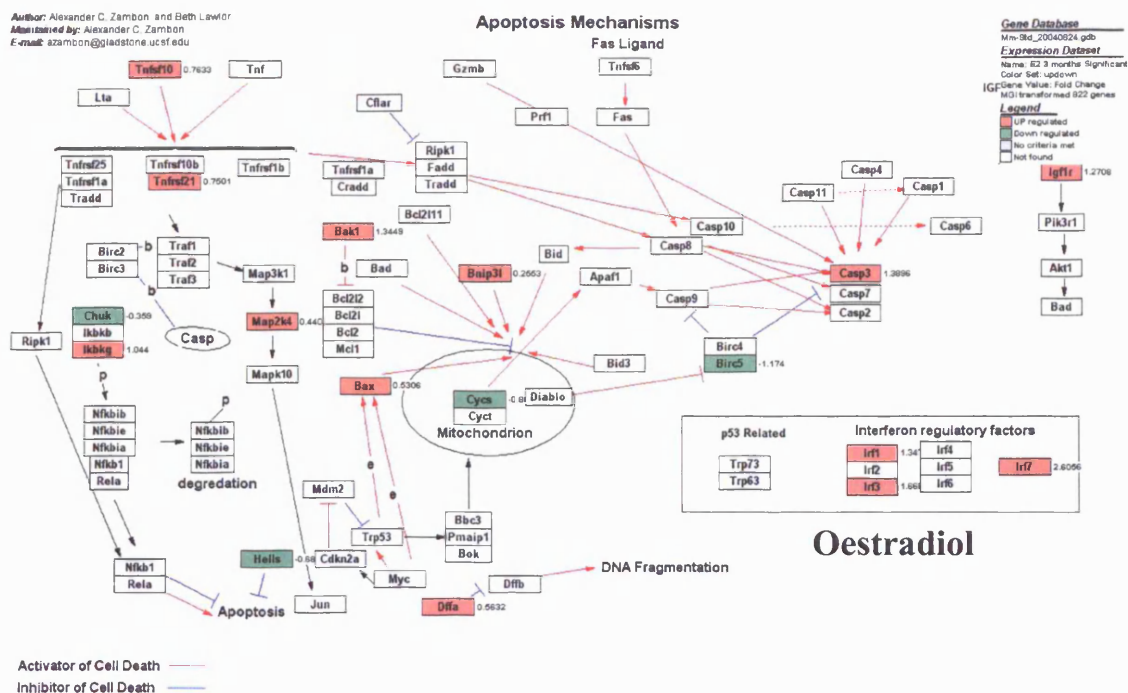 Author: Alexander C. Zambon and Beth Lawlor
Maintained by: Alexander C. Zambon
E-mail: azambon@gladstone.ucsf.edu
Apoptosis Mechanisms
Fas Ligand
Gene Database
Mm-Std_20040824.gdb
Expression Dataset
Name: E2 3 months Significant
Color Set: updown
IGF
Gene Value: Fold Change
MGI transformed 822 genes
Legend
UP regulated
Down regulated
No criteria met
Not found
Tnfsf10 0.7633
Tnf
Lta
Gzmb
Tnfsf6
Cflar
Prf1
Fas
Tnfrsf25
Tnfrsf1a
Tradd
Tnfrsf10b
Tnfrsf21 0.7501
Tnfrsf1b
Tnfrsf1a
Cradd
Ripk1
Fadd
Tradd
Casp4
Casp11
Casp1
Igf1r 1.2708
Bcl2l11
Casp10
Casp6
Casp8
Bak1 1.3449
Birc2
Birc3
b
b
Traf1
Traf2
Traf3
Map3k1
b
Bad
Bnip3l 0.2663
Bid
Apaf1
Casp9
Casp3 1.3896
Casp7
Casp2
Pik3r1
Akt1
Bad
Chuk -0.359
Ikbkb
Ikbkg 1.044
Ripk1
Casp
Map2k4 0.440
Bcl2l2
Bcl2l
Bcl2
Mcl1
Birc4
Birc5 -1.174
Mapk10
Bid3
Bax 0.5306
Cycs
Cyct
Diablo
Mitochondrion
p
p
Nfkbib
Nfkbie
Nfkbia
Nfkb1
Rela
Nfkbib
Nfkbie
Nfkbia
degredation
p53 Related
Trp73
Trp63
Interferon regulatory factors
Irf1 1.34
Irf2
Irf3
Irf4
Irf5
Irf6
Irf7 2.6056
e
e
Mdm2
Trp53
Bbc3
Pmaip1
Bok
Oestradiol
Hells -0.68
Cdkn2a
Myc
Dffb
DNA Fragmentation
Nfkb1
Rela
Apoptosis
Jun
Dffa 0.5632
Activator of Cell Death
Inhibitor of Cell Death